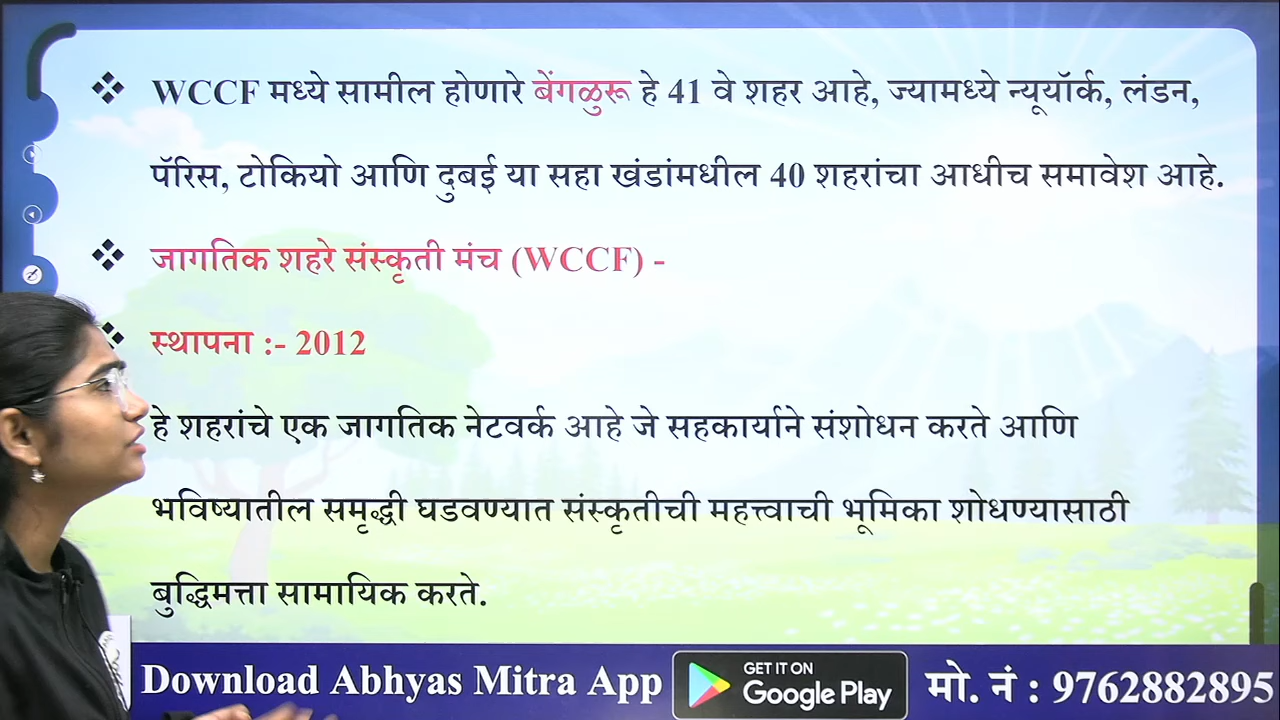 ❖ WCCF मध्ये सामील होणारे बेंगळुरू हे 41 वे शहर आहे, ज्यामध्ये न्यूयॉर्क, लंडन,
पॅरिस, टोकियो आणि दुबई या सहा खंडांमधील 40 शहरांचा आधीच समावेश आहे.
❖ जागतिक शहरे संस्कृती मंच (WCCF) -
❖ स्थापना :- 2012
हे शहरांचे एक जागतिक नेटवर्क आहे जे सहकार्याने संशोधन करते आणि
भविष्यातील समृद्धी घडवण्यात संस्कृतीची महत्त्वाची भूमिका शोधण्यासाठी
बुद्धिमत्ता सामायिक करते.
Download Abhyas Mitra App GET IT ON Google Play मो. नं : 9762882895